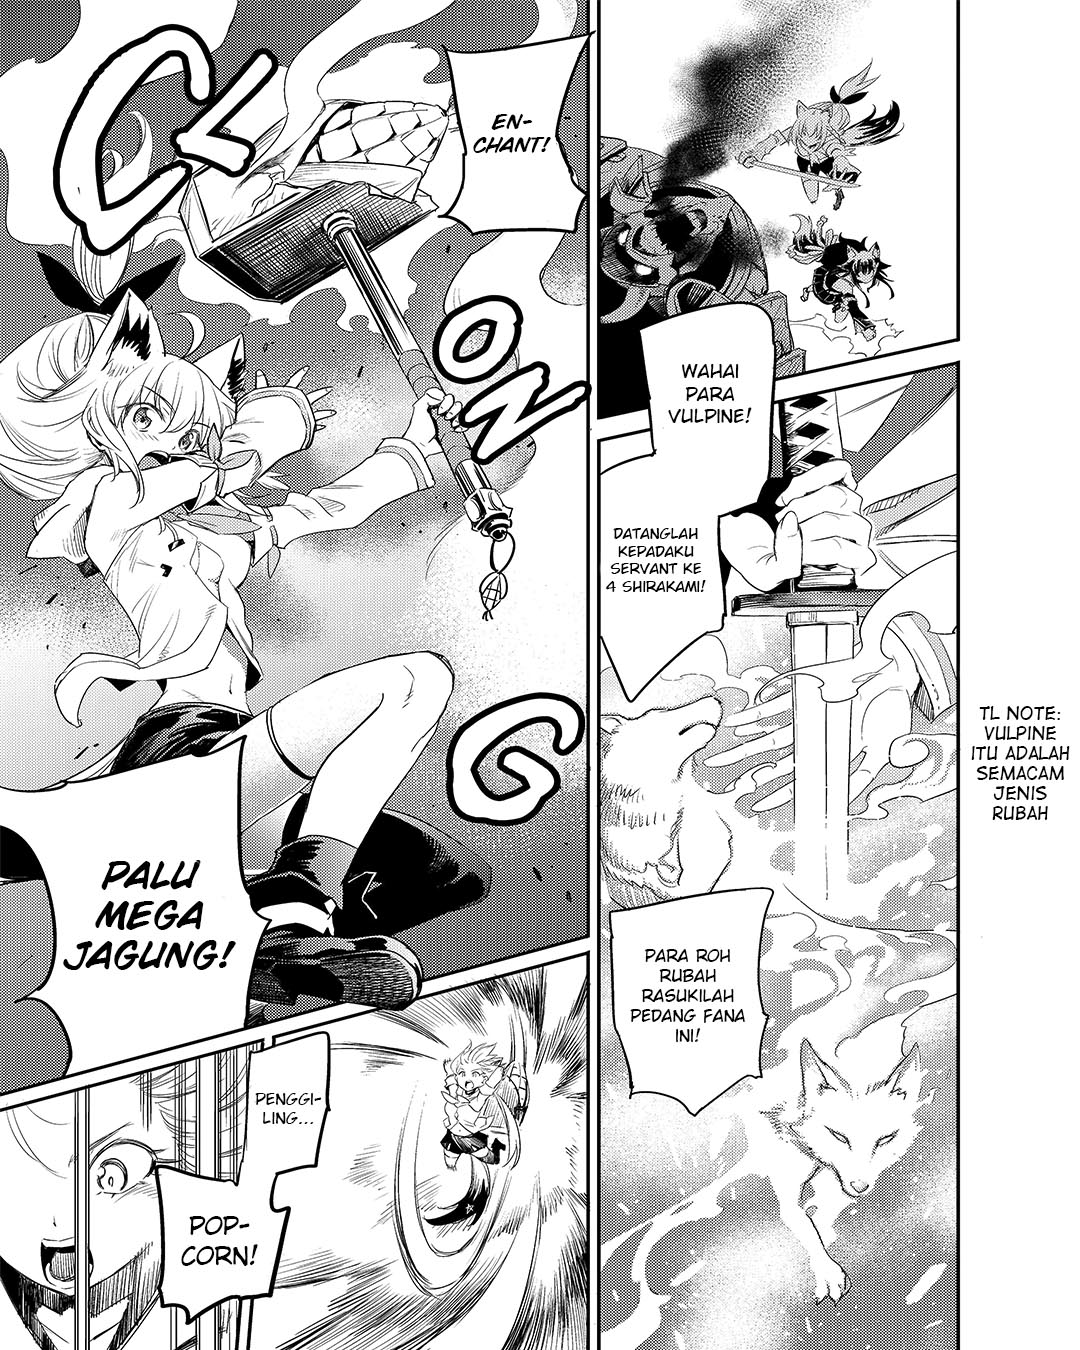 WAHAI
PARA
VULPINE!
DATANGLAH
KEPADAKU
SERVANT KE
4 SHIRAKAMI!
TL NOTE:
VULPINE
ITU ADALAH
SEMACAM
JENIS
RUBAH
PARA ROH
RUBAH
RASUKILAH
PEDANG FANA
INI!
EN-
CHANT!
CL
ON
G
PALU
MEGA
JAGUNG!
PENGGI-
LING...
POP-
CORN!